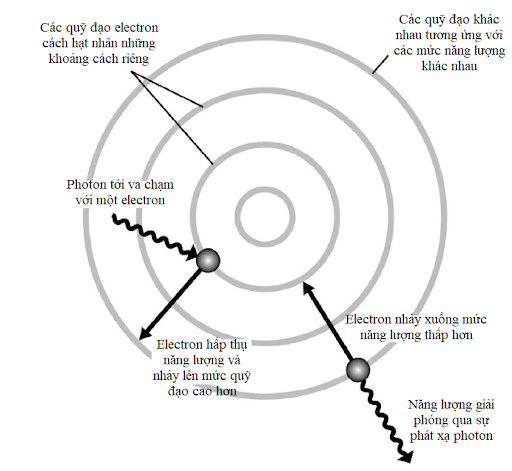 Các quỹ đạo electron
cách hạt nhân những
khoảng cách riêng
Các quỹ đạo khác
nhau tương ứng với
các mức năng lượng
khác nhau
Photon tới va chạm
với một electron
Electron hấp thụ
năng lượng và
nhảy lên mức quỹ
đạo cao hơn
Electron nhảy xuống mức
năng lượng thấp hơn
Năng lượng giải
phóng qua sự
phát xạ photon